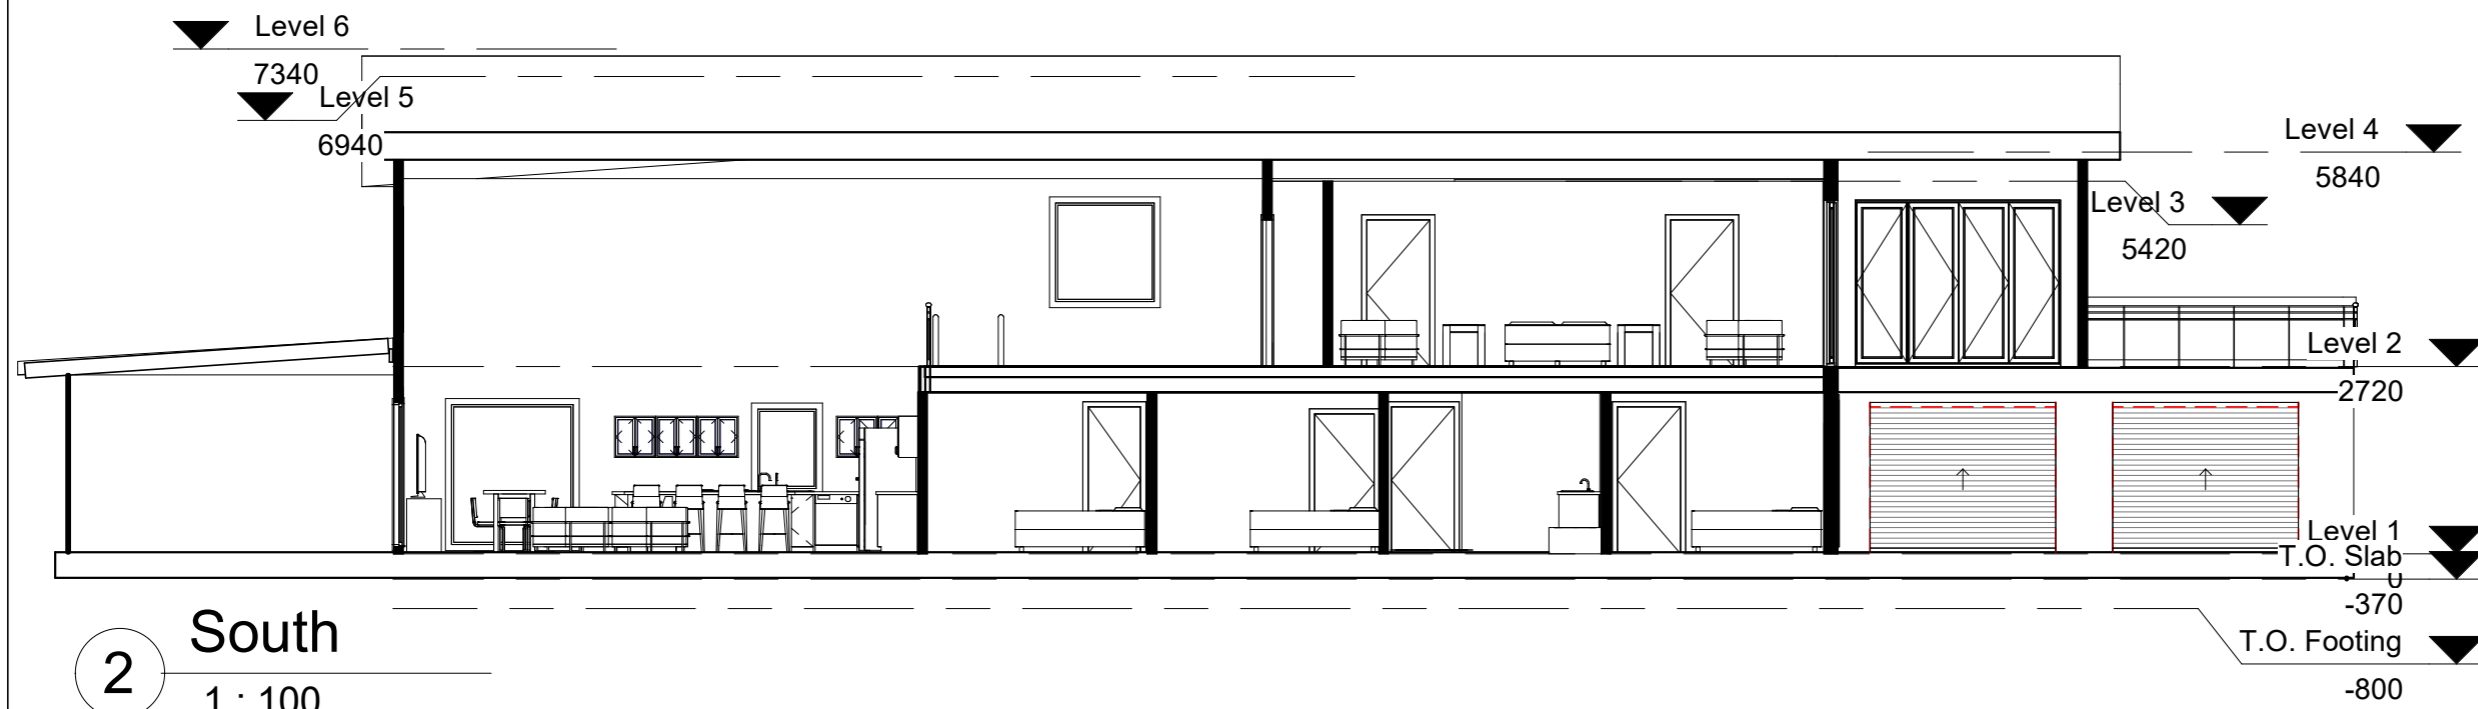 Level 6
7340
Level 5
6940
Level 4
5840
Level 3
5420
Level 2
2720
Level 1
T.O. Slab
0
-370
T.O. Footing
-800
2
South
1 : 100